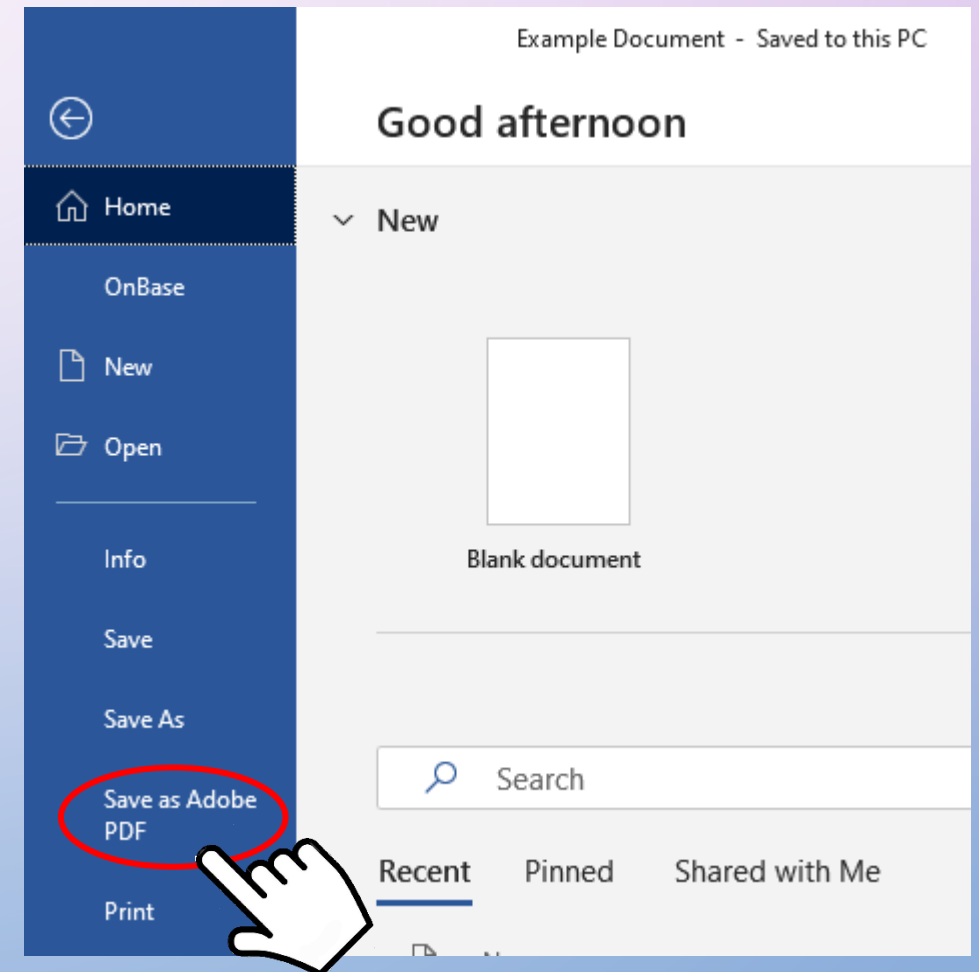 Example Document - Saved to this PC
Good afternoon
Home
New
OnBase
New
Open
Blank document
Info
Save
Save As
Search
Save as Adobe
PDF
Recent Pinned Shared with Me
Print